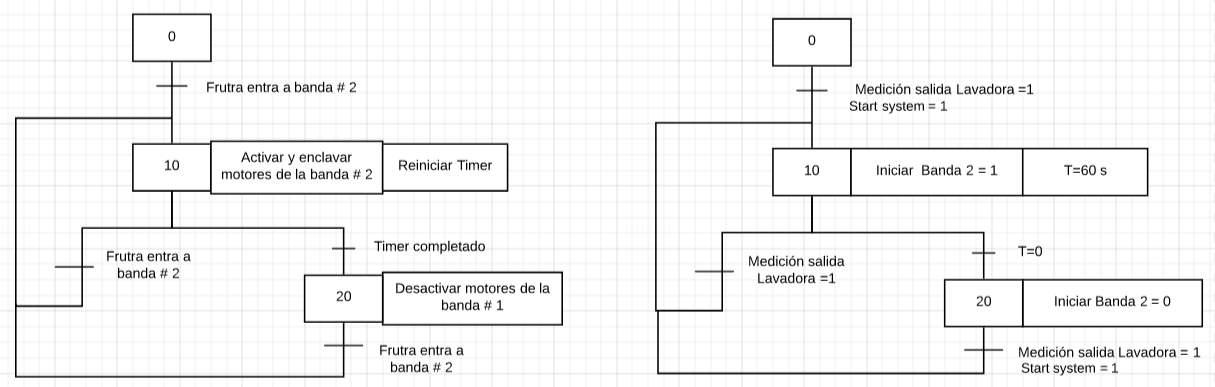 0
Frutra entra a banda # 2
10
Activar y enclavar
motores de la banda # 2
Reiniciar Timer
Frutra entra a
banda # 2
Timer completado
20
Desactivar motores de la
banda # 1
Frutra entra a
banda # 2
0
Medición salida Lavadora =1
Start system = 1
10
Iniciar Banda 2 = 1
T=60 s
Medición salida
Lavadora =1
T=0
20
Iniciar Banda 2 = 0
Medición salida Lavadora = 1
Start system = 1